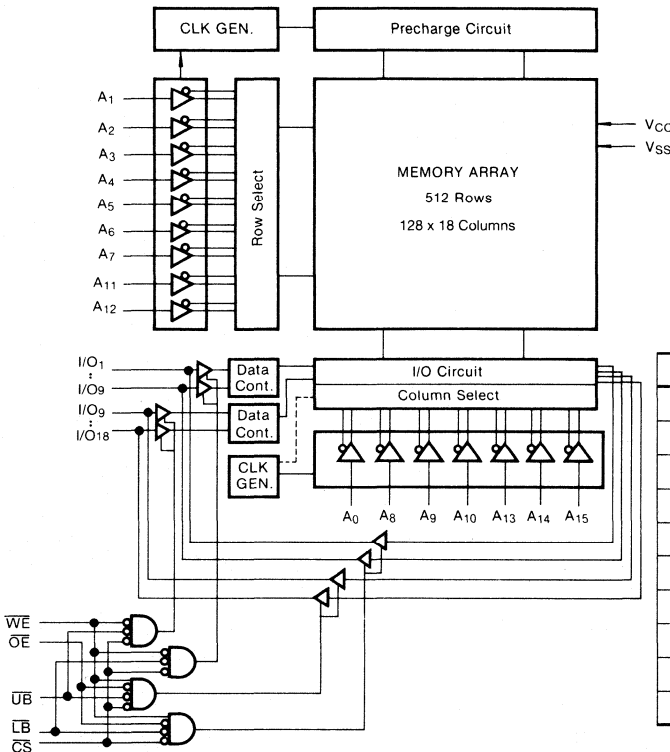 CLK GEN.
Precharge Circuit
A1
A2
A3
A4
A5
A6
A7
A11
A12
Row Select
MEMORY ARRAY
512 Rows
128 x 18 Columns
VCC
VSS
I/O1
:
I/O9
I/O9
:
I/O18
Data
Cont.
Data
Cont.
CLK
GEN.
I/O Circuit
Column Select
A0 A8 A9 A10 A13 A14 A15
WE
OE
UB
LB
CS